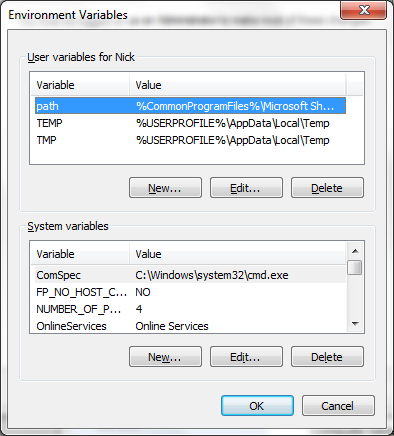 Environment Variables
User variables for Nick
Variable Value
path %CommonProgramFiles%\Microsoft Sh...
TEMP %USERPROFILE%\AppData\Local\Temp
TMP %USERPROFILE%\AppData\Local\Temp
New... Edit... Delete
System variables
Variable Value
ComSpec C:\Windows\system32\cmd.exe
FP_NO_HOST_C... NO
NUMBER_OF_P... 4
OnlineServices Online Services
New... Edit... Delete
OK Cancel